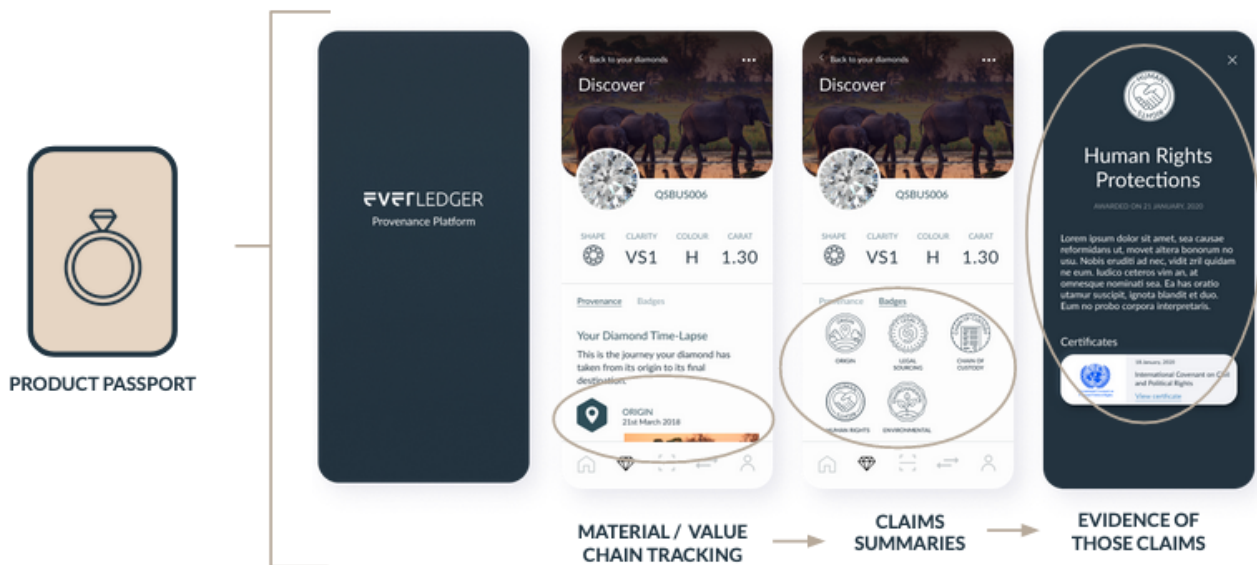 PRODUCT PASSPORT
EVERLEDGER
Provenance Platform
Back to your diamonds
Discover
QSBUS006
SHAPE CLARITY COLOUR CARAT
VS1 H 1.30
Provenance Badges
Your Diamond Time-Lapse
This is the journey your diamond has
taken from its origin to its final
destination.
ORIGIN
21st March 2018
MATERIAL / VALUE
CHAIN TRACKING
Back to your diamonds
Discover
QSBUS006
SHAPE CLARITY COLOUR CARAT
VS1 H 1.30
Provenance Badges
ORIGIN
LEGAL
SOURCING
CHAIN OF
CUSTODY
HUMAN RIGHTS
ENVIRONMENTAL
CLAIMS
SUMMARIES
HUMAN
RIGHTS
Human Rights
Protections
AWARDED ON 21 JANUARY, 2020
Lorem ipsum dolor sit amet, sea causae
reformidans ut, movet altera bonorum no
usu. Nobis eruditi ad nec, vidit zril quidam
ne eum. Iudico ceteros vim an, at
omnesque nominati sea. Ea has oratio
utamur suscipit, ignota blandit et duo.
Eum no probo corpora interpretaris.
Certificates
January, 2020
International Covenant on Civil
and Political Rights
View certificate
EVIDENCE OF
THOSE CLAIMS